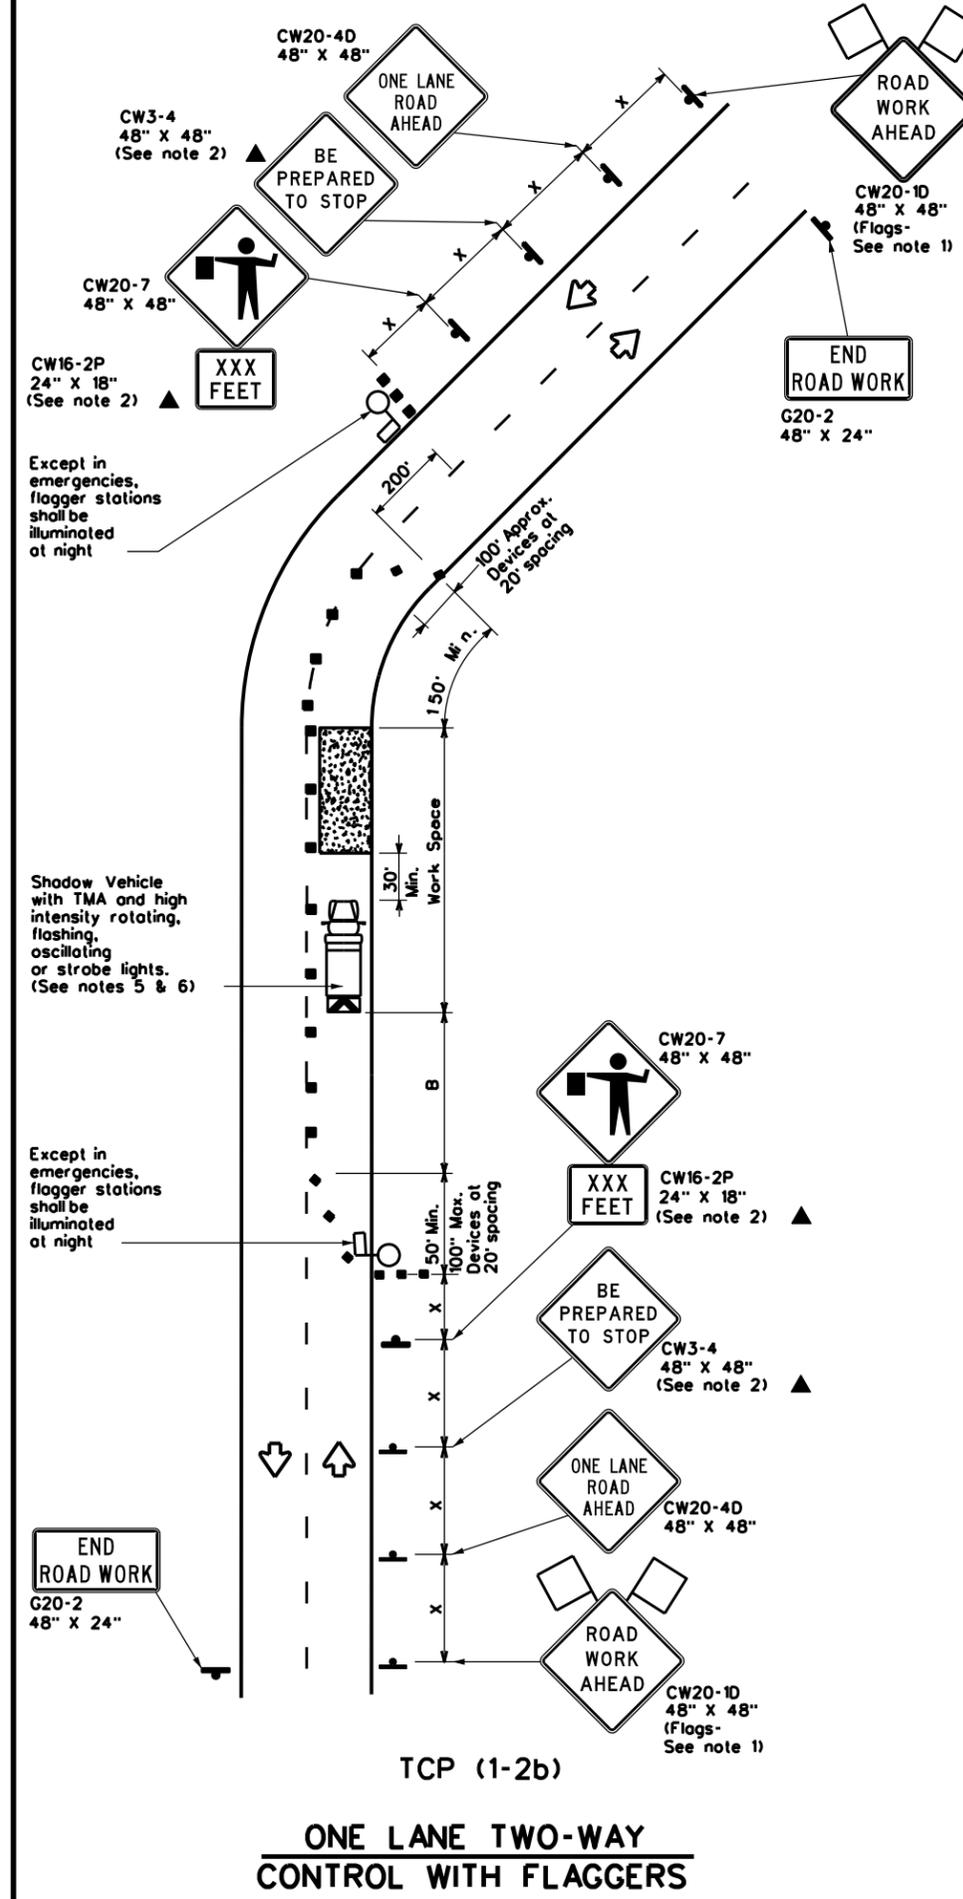 CW20-4D
48" X 48"
ONE LANE
ROAD
AHEAD
ROAD
WORK
AHEAD
CW20-1D
48" X 48"
(Flags-
See note 1)
CW3-4
48" X 48"
(See note 2)
BE
PREPARED
TO STOP
X
X
X
X
CW20-7
48" X 48"
CW16-2P
24" X 18"
(See note 2)
XXX
FEET
END
ROAD WORK
G20-2
48" X 24"
Except in
emergencies,
flagger stations
shall be
illuminated
at night
200'
100' Approx.
Devices at
20' spacing
150' Min.
Work Space
30'
Min.
Shadow Vehicle
with TMA and high
intensity rotating,
flashing,
oscillating
or strobe lights.
(See notes 5 & 6)
B
CW20-7
48" X 48"
Except in
emergencies,
flagger stations
shall be
illuminated
at night
50' Min.
100" Max.
Devices at
20' spacing
XXX
FEET
CW16-2P
24" X 18"
(See note 2)
X
BE
PREPARED
TO STOP
CW3-4
48" X 48"
(See note 2)
X
ONE LANE
ROAD
AHEAD
CW20-4D
48" X 48"
X
END
ROAD WORK
G20-2
48" X 24"
X
ROAD
WORK
AHEAD
CW20-1D
48" X 48"
(Flags-
See note 1)
TCP (1-2b)
ONE LANE TWO-WAY
CONTROL WITH FLAGGERS